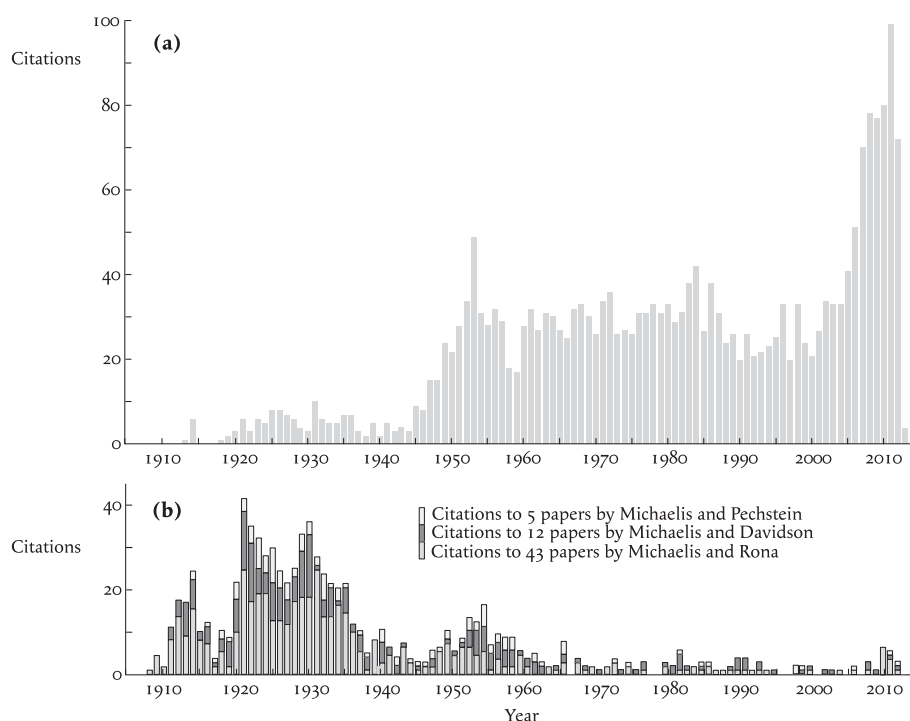 100
(a)
Citations
80
60
40
20
0
1910 1920 1930 1940 1950 1960 1970 1980 1990 2000 2010
40
(b)
Citations to 5 papers by Michaelis and Pechstein
Citations to 12 papers by Michaelis and Davidson
Citations
Citations to 43 papers by Michaelis and Rona
20
0
1910 1920 1930 1940 1950 1960 1970 1980 1990 2000 2010
Year